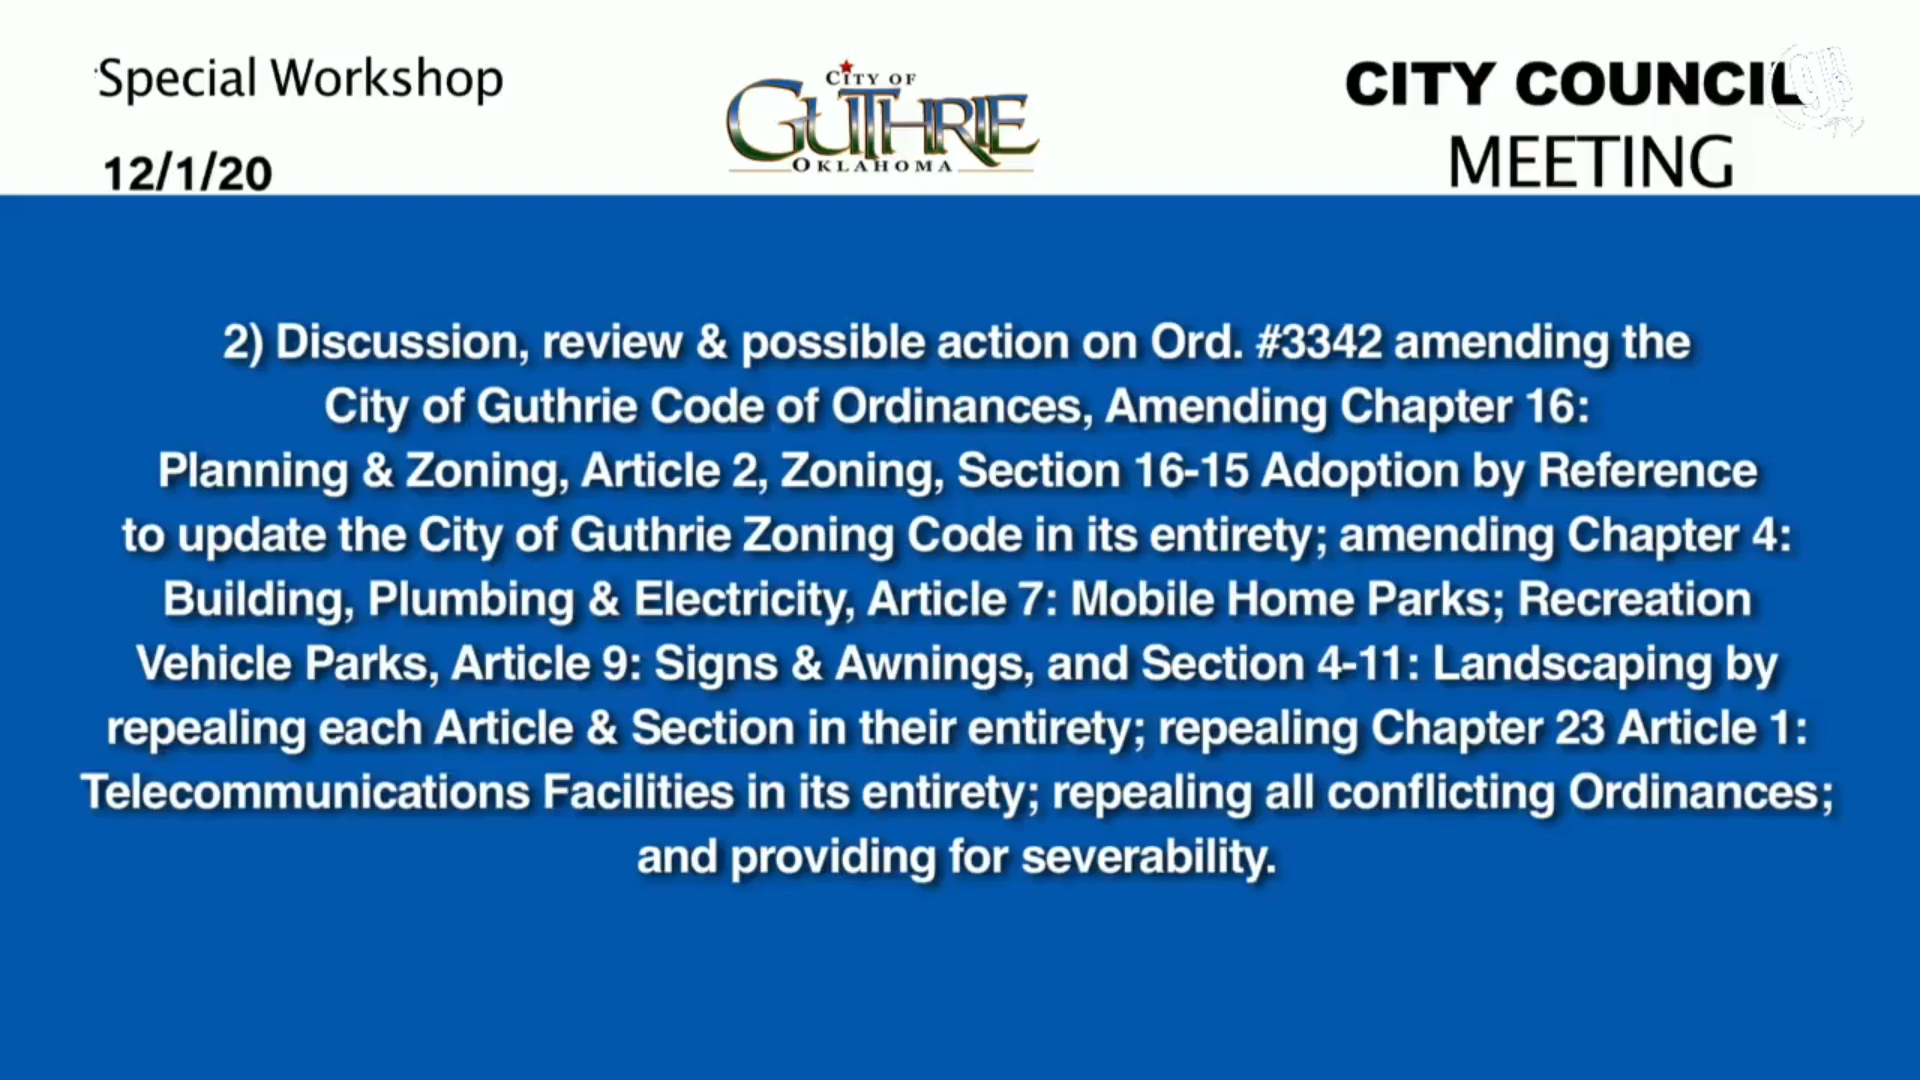 Special Workshop
12/1/20
CITY OF
GUTHRIE
OKLAHOMA
CITY COUNCIL
MEETING
2) Discussion, review & possible action on Ord. #3342 amending the
City of Guthrie Code of Ordinances, Amending Chapter 16:
Planning & Zoning, Article 2, Zoning, Section 16-15 Adoption by Reference
to update the City of Guthrie Zoning Code in its entirety; amending Chapter 4:
Building, Plumbing & Electricity, Article 7: Mobile Home Parks; Recreation
Vehicle Parks, Article 9: Signs & Awnings, and Section 4-11: Landscaping by
repealing each Article & Section in their entirety; repealing Chapter 23 Article 1:
Telecommunications Facilities in its entirety; repealing all conflicting Ordinances;
and providing for severability.